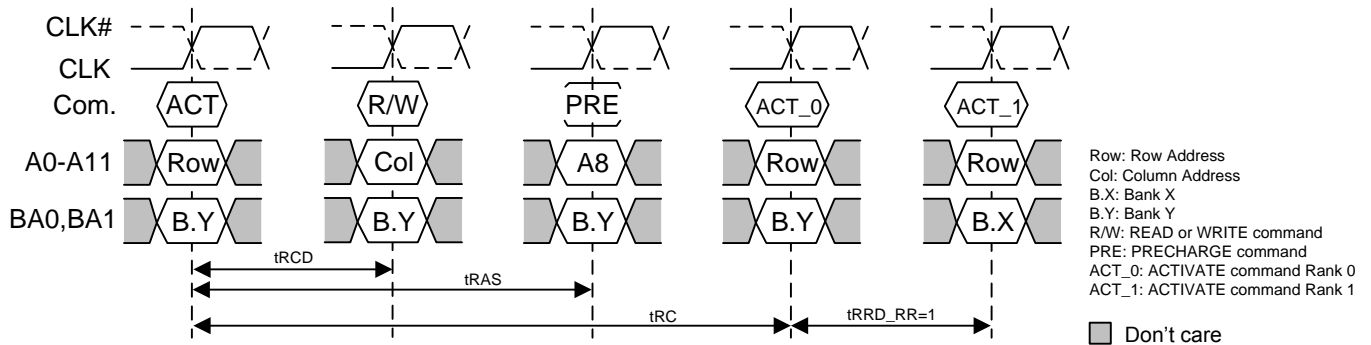 CLK#
CLK
Com. ACT R/W PRE ACT_0 ACT_1
A0-A11 Row Col A8 Row Row
BA0,BA1 B.Y B.Y B.Y B.Y B.X
tRCD
tRAS
tRC tRRD_RR=1
Row: Row Address
Col: Column Address
B.X: Bank X
B.Y: Bank Y
R/W: READ or WRITE command
PRE: PRECHARGE command
ACT_0: ACTIVATE command Rank 0
ACT_1: ACTIVATE command Rank 1
Don't care